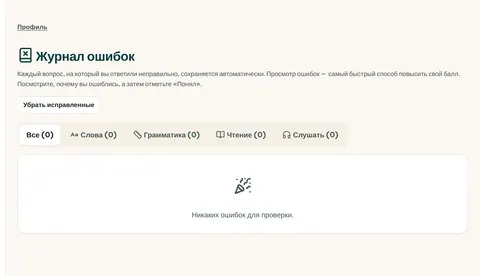 Профиль
Журнал ошибок
Каждый вопрос, на который вы ответили неправильно, сохраняется автоматически. Просмотр ошибок — самый быстрый способ повысить свой балл.
Посмотрите, почему вы ошиблись, а затем отметьте «Понял».
Убрать исправленные
Все (0) Aa Слова (0) Грамматика (0) Чтение (0) Слушать (0)
Никаких ошибок для проверки.